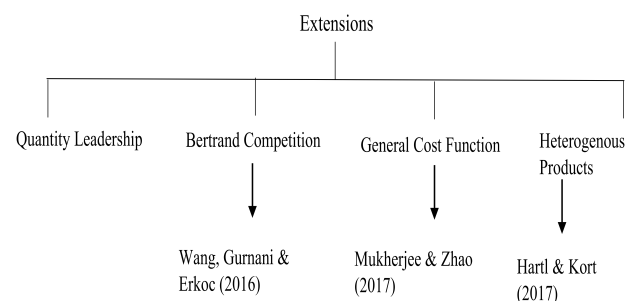 Extensions
Quantity Leadership
Bertrand Competition
General Cost Function
Heterogenous
Products
Wang, Gurnani &
Erkoc (2016)
Mukherjee & Zhao
(2017)
Hartl & Kort
(2017)